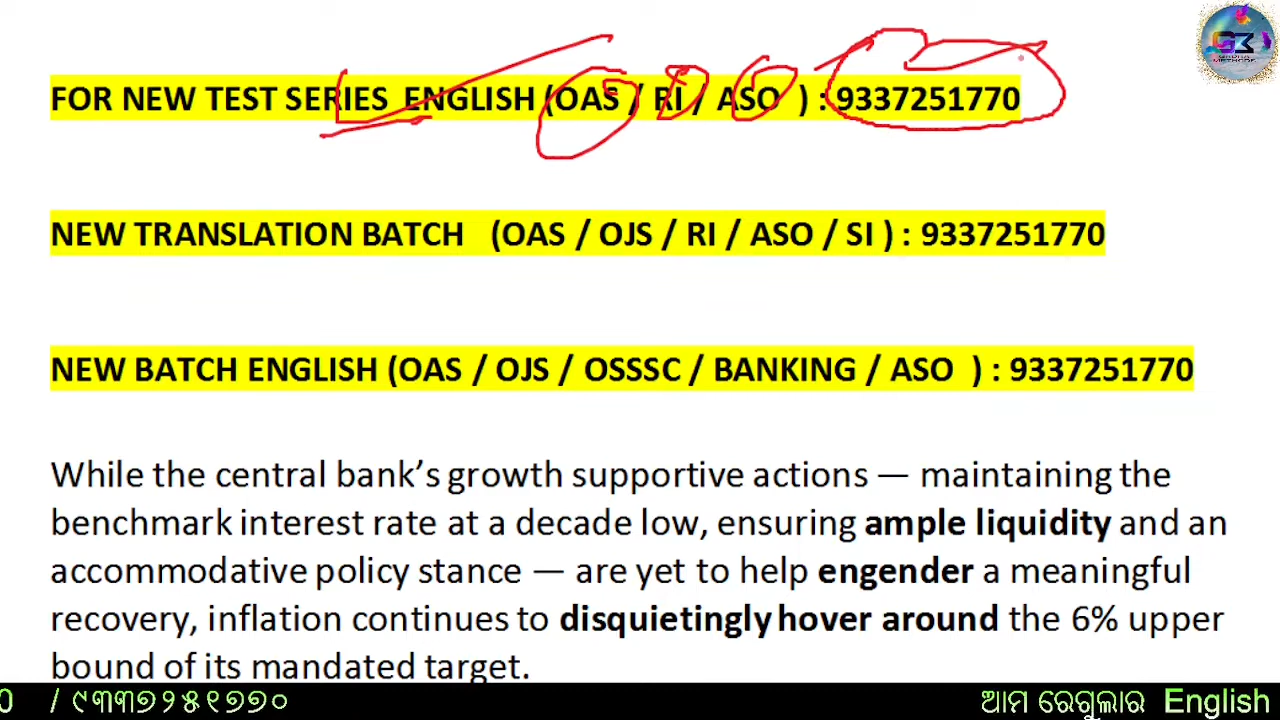 FOR NEW TEST SERIES ENGLISH (OAS / RI / ASO ) : 9337251770
NEW TRANSLATION BATCH (OAS / OJS / RI / ASO / SI ) : 9337251770
NEW BATCH ENGLISH (OAS / OJS / OSSSC / BANKING / ASO ) : 9337251770
While the central bank’s growth supportive actions — maintaining the
benchmark interest rate at a decade low, ensuring ample liquidity and an
accommodative policy stance — are yet to help engender a meaningful
recovery, inflation continues to disquietingly hover around the 6% upper
bound of its mandated target.
0 / ୯୩୩୭୨୫୧୭୭୦ ଆମ ରେଗୁଲାର English